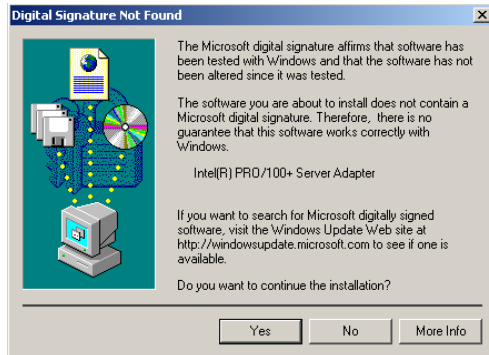 Digital Signature Not Found
The Microsoft digital signature affirms that software has
been tested with Windows and that the software has not
been altered since it was tested.
The software you are about to install does not contain a
Microsoft digital signature. Therefore, there is no
guarantee that this software works correctly with
Windows.
Intel(R) PRO/100+ Server Adapter
If you want to search for Microsoft digitally signed
software, visit the Windows Update Web site at
http://windowsupdate.microsoft.com to see if one is
available.
Do you want to continue the installation?
Yes No More Info